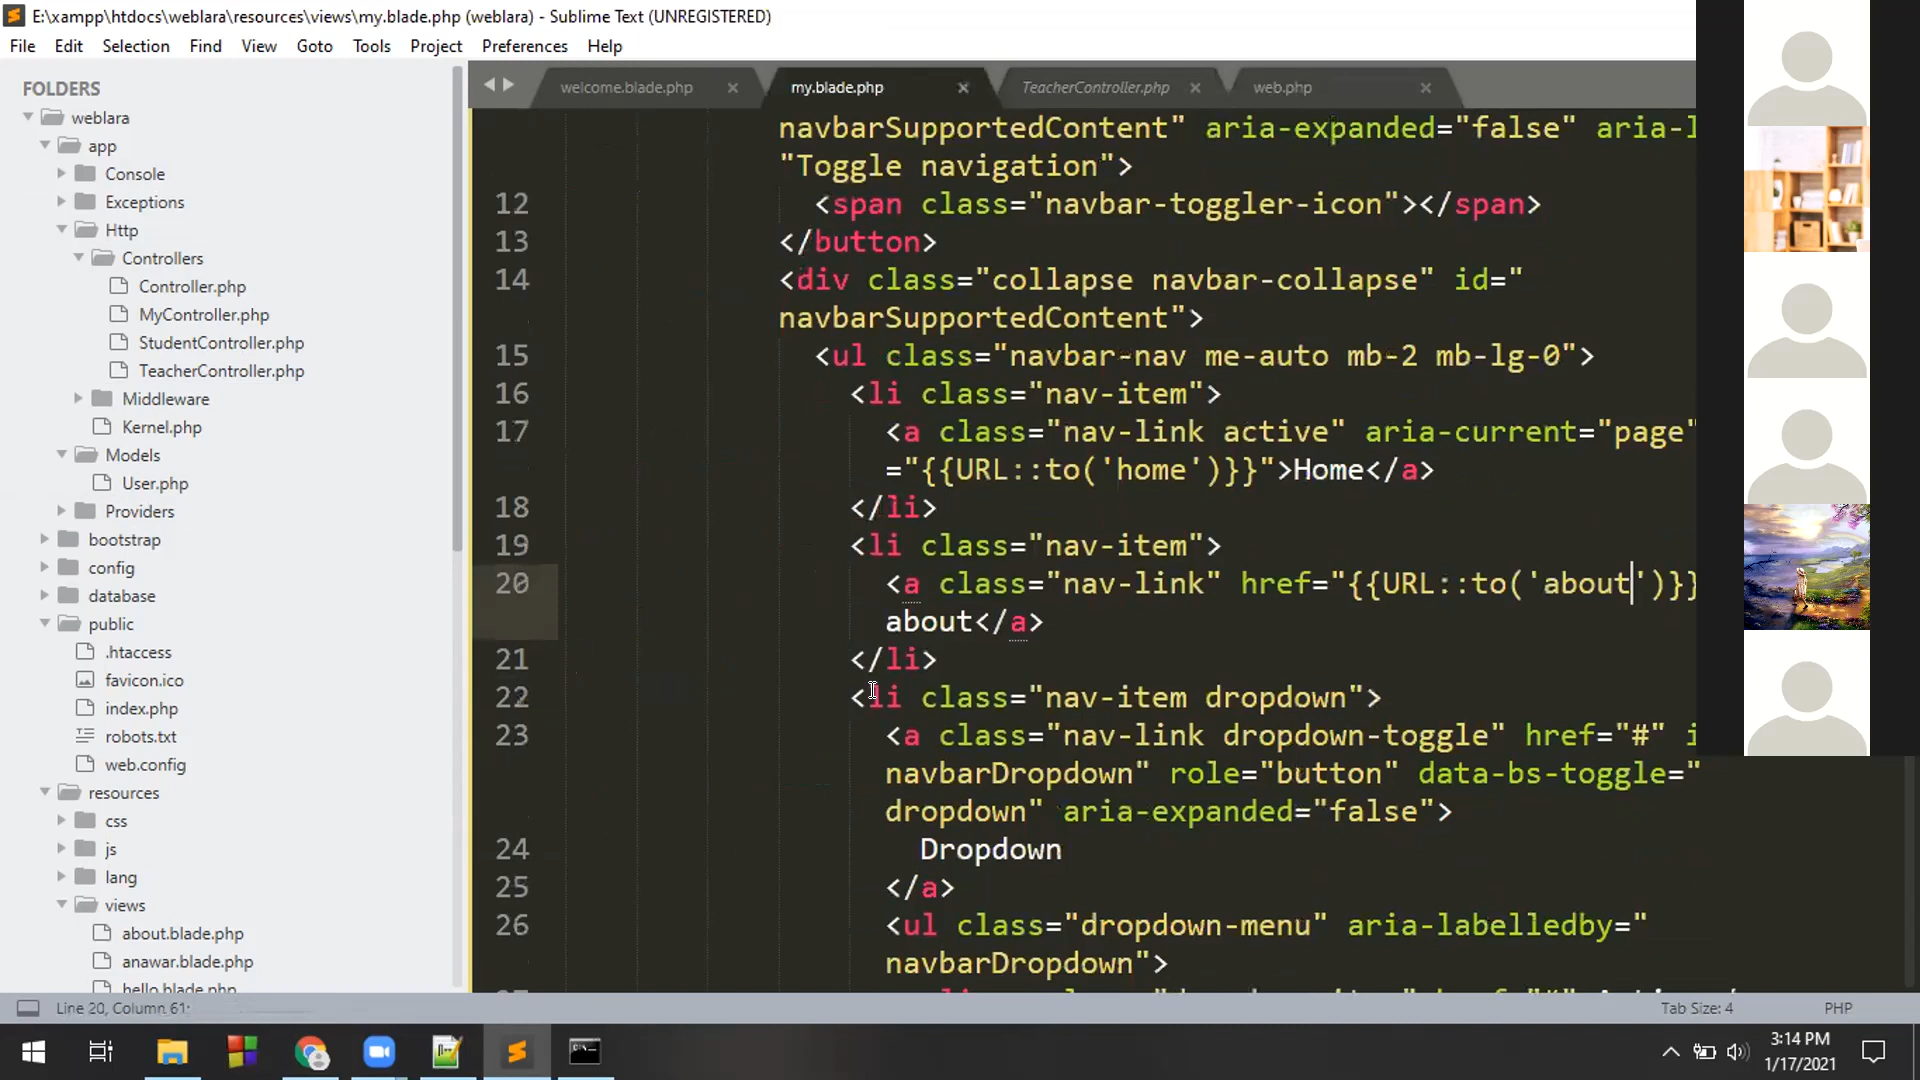 E:\xampp\htdocs\weblara\resources\views\my.blade.php (weblara) - Sublime Text (UNREGISTERED)
File Edit Selection Find View Goto Tools Project Preferences Help
FOLDERS
weblara
app
Console
Exceptions
Http
Controllers
Controller.php
MyController.php
StudentController.php
TeacherController.php
Middleware
Kernel.php
Models
User.php
Providers
bootstrap
config
database
public
.htaccess
favicon.ico
index.php
robots.txt
web.config
resources
css
js
lang
views
about.blade.php
anawar.blade.php
hello.blade.php
welcome.blade.php my.blade.php TeacherController.php web.php
navbarSupportedContent" aria-expanded="false" aria-l
"Toggle navigation">
12 <span class="navbar-toggler-icon"></span>
13 </button>
14 <div class="collapse navbar-collapse" id="
navbarSupportedContent">
15 <ul class="navbar-nav me-auto mb-2 mb-lg-0">
16 <li class="nav-item">
17 <a class="nav-link active" aria-current="page"
="{{URL::to('home')}}">Home</a>
18 </li>
19 <li class="nav-item">
20 <a class="nav-link" href="{{URL::to('about')}}
about</a>
21 </li>
22 <li class="nav-item dropdown">
23 <a class="nav-link dropdown-toggle" href="#" i
navbarDropdown" role="button" data-bs-toggle="
dropdown" aria-expanded="false">
24 Dropdown
25 </a>
26 <ul class="dropdown-menu" aria-labelledby="
navbarDropdown">
Line 20, Column 61: Tab Size: 4 PHP
3:14 PM
1/17/2021